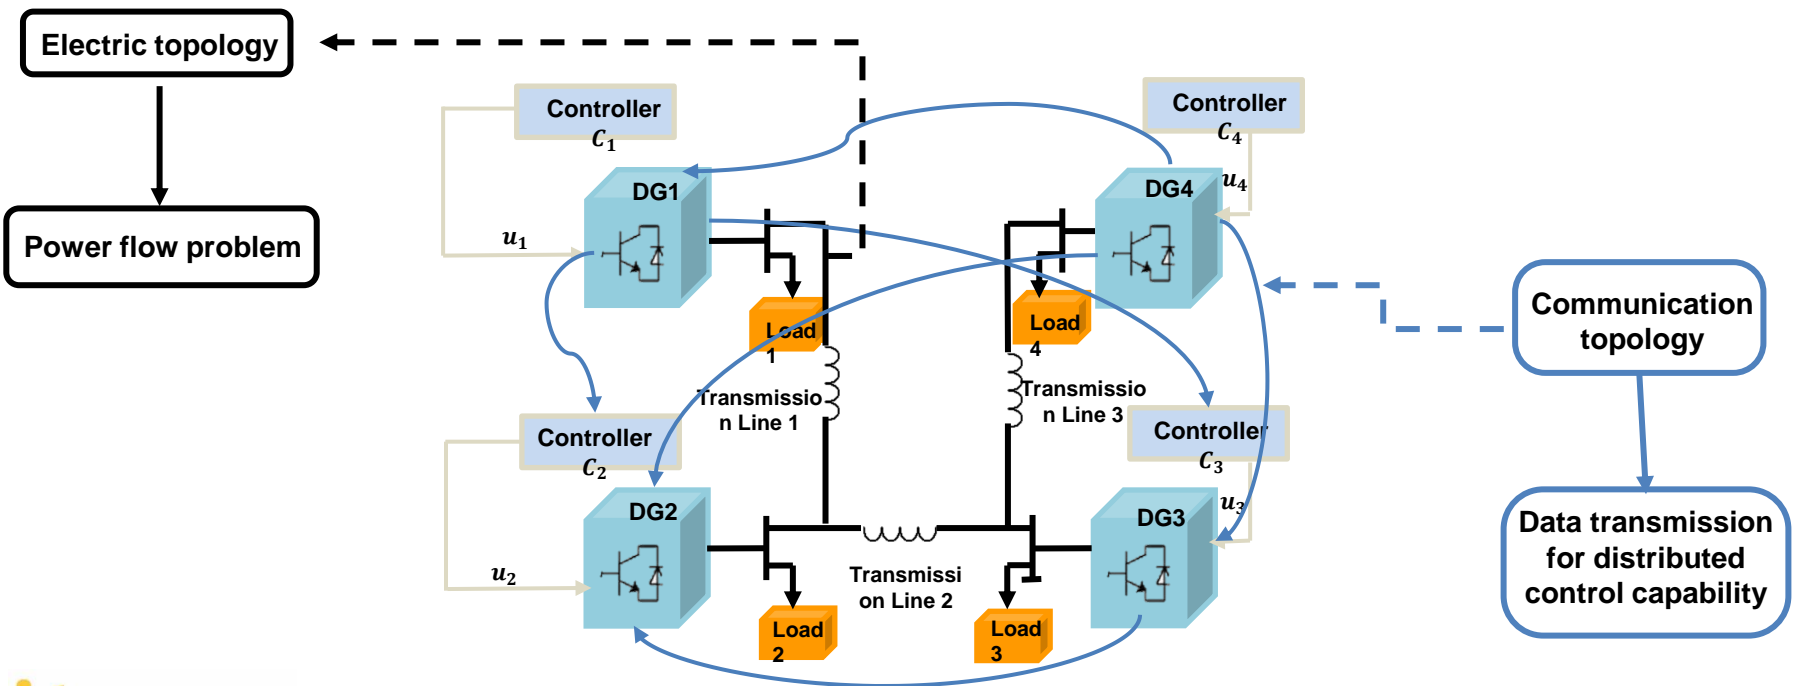 Electric topology
Power flow problem
Controller
C₁
u₁
DG1
Load
1
Transmissio
n Line 1
Controller
C₄
u₄
DG4
Load
4
Transmissio
n Line 3
Controller
C₂
u₂
DG2
Load
2
Transmissi
on Line 2
Controller
C₃
u₃
DG3
Load
3
Communication
topology
Data transmission
for distributed
control capability